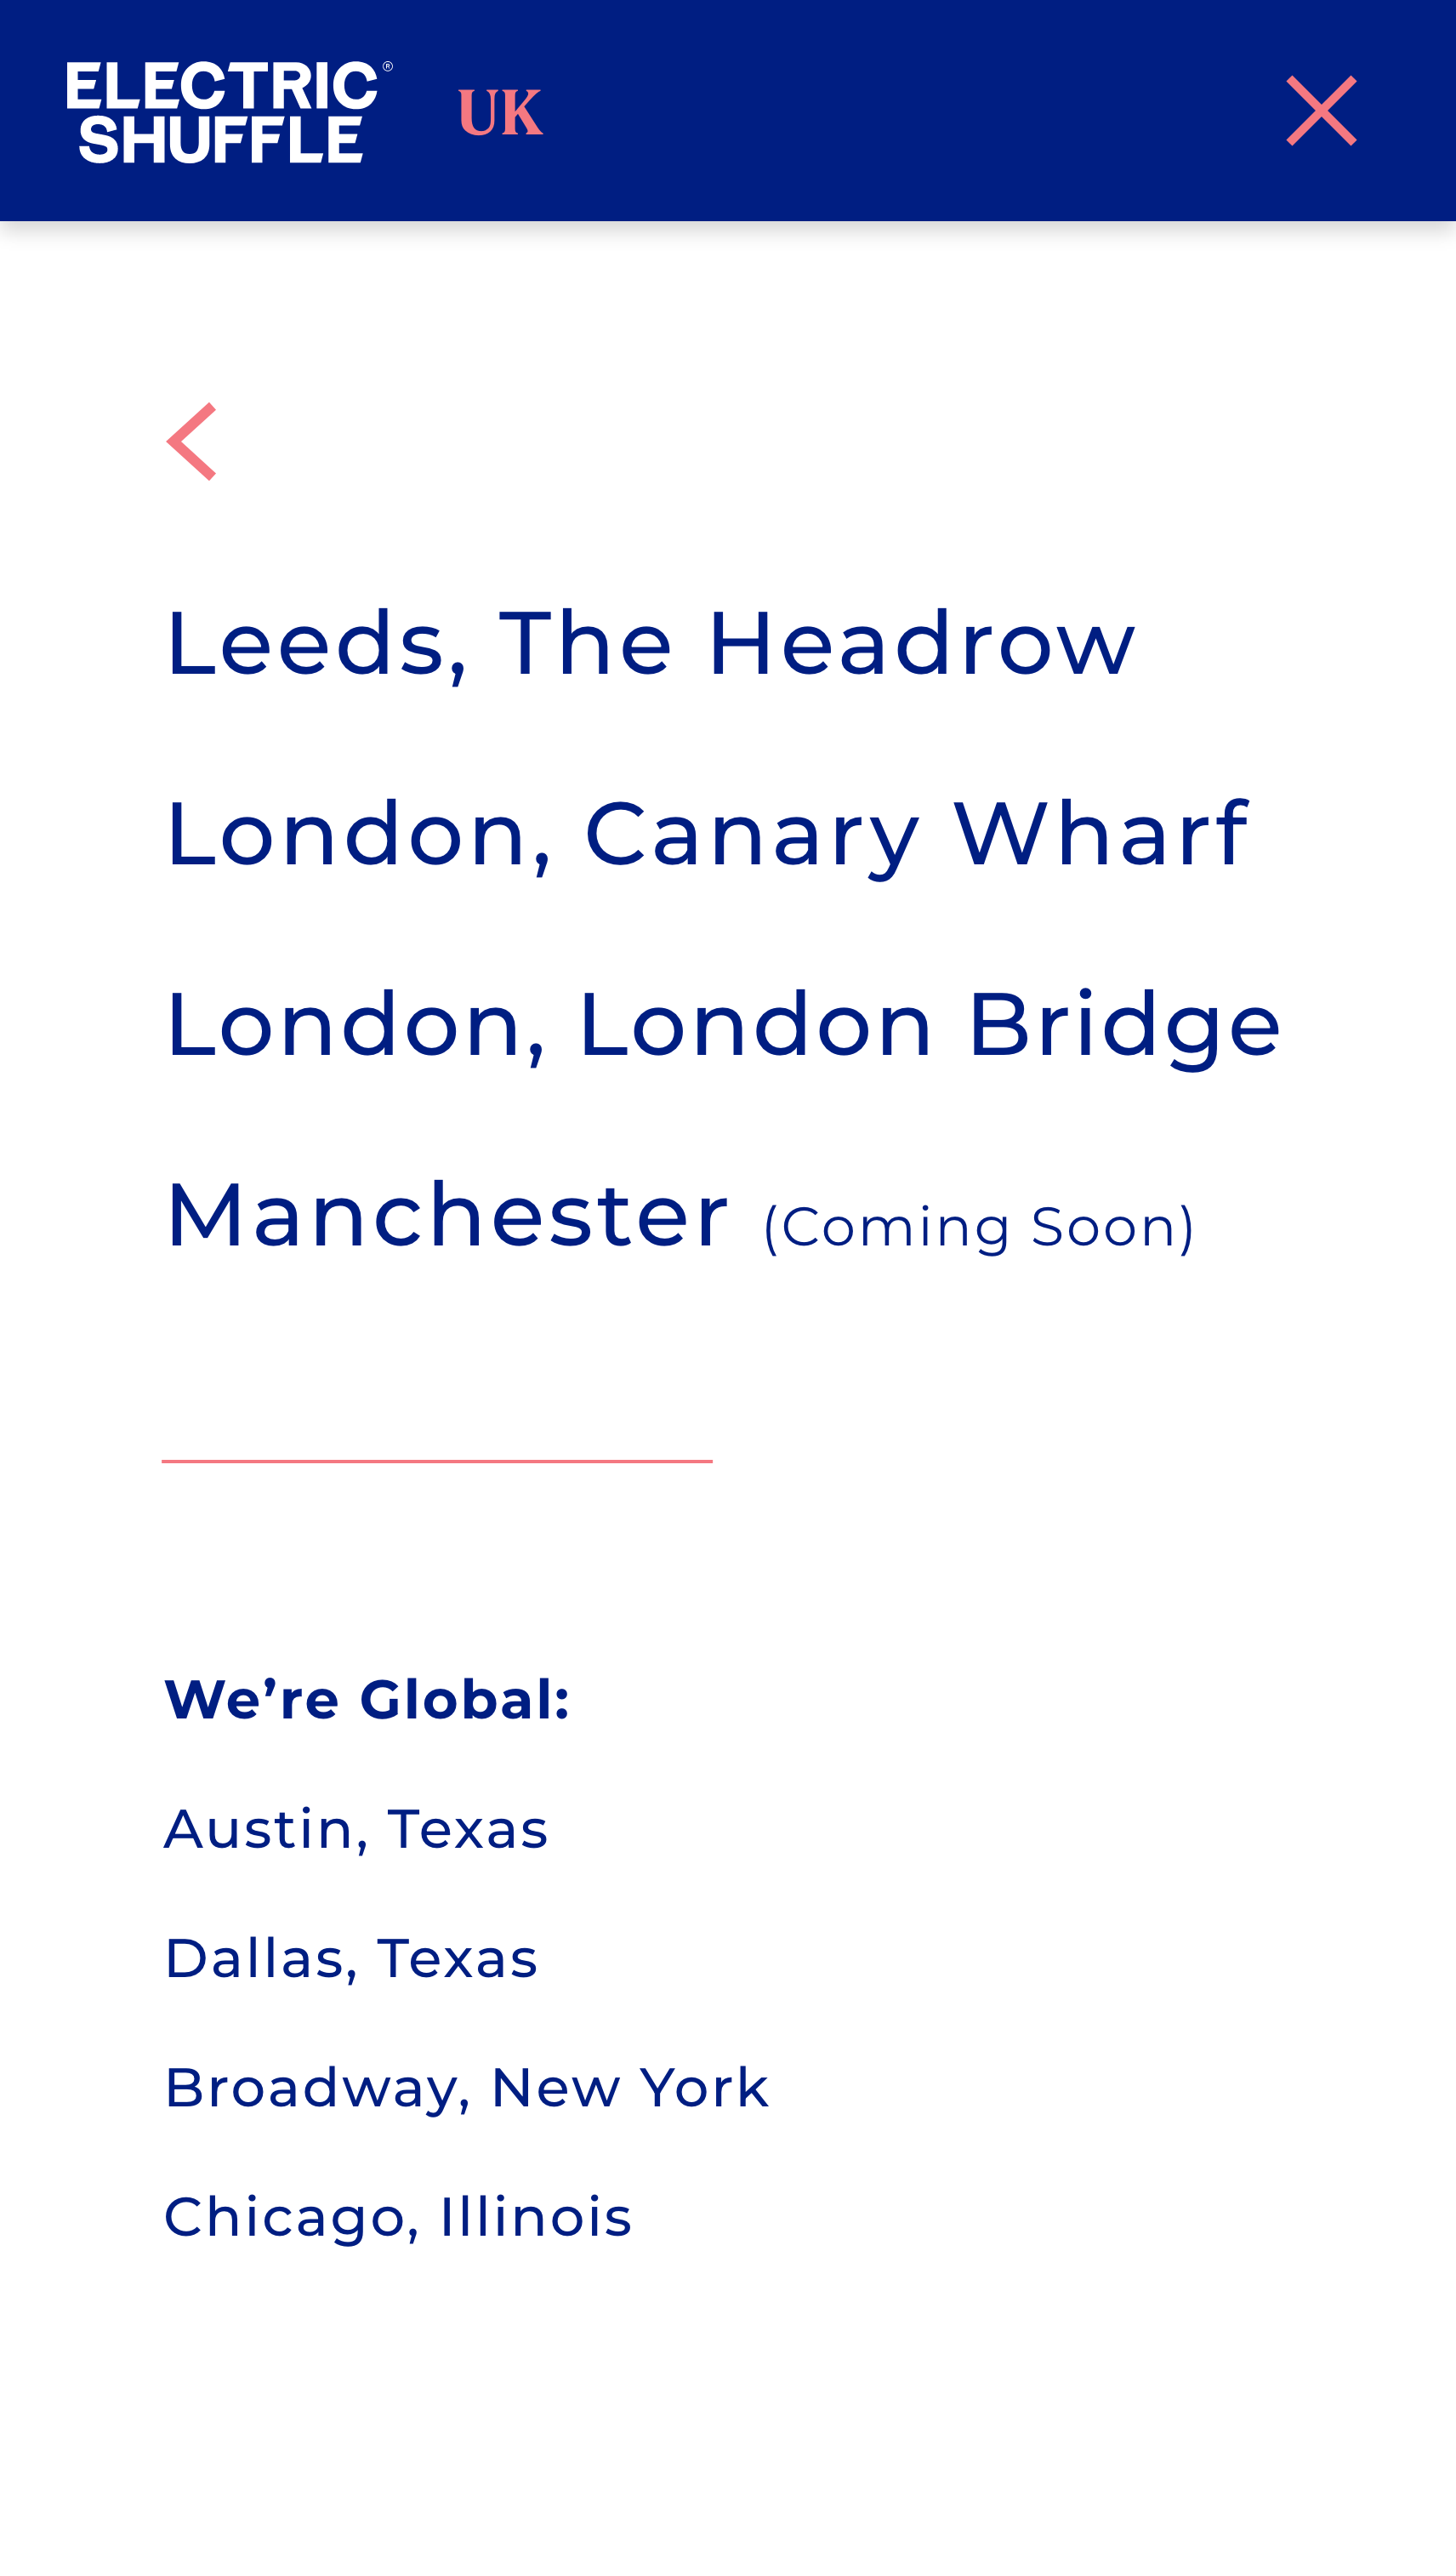 ELECTRIC®
SHUFFLE
UK
Leeds, The Headrow
London, Canary Wharf
London, London Bridge
Manchester (Coming Soon)
We’re Global:
Austin, Texas
Dallas, Texas
Broadway, New York
Chicago, Illinois